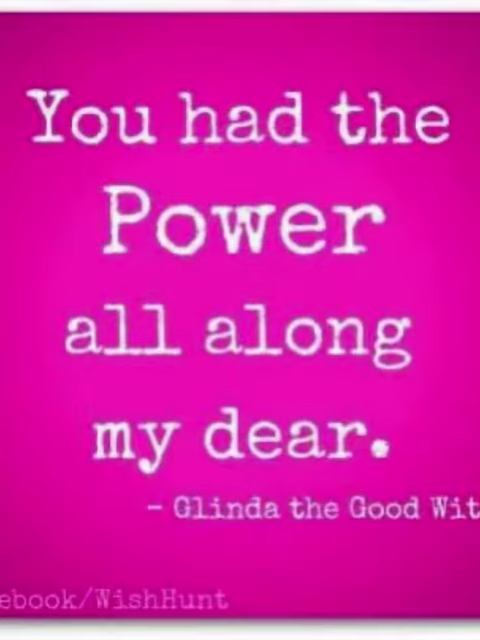 You had the
Power
all along
my dear.
- Glinda the Good Wit
ebook/WishHunt